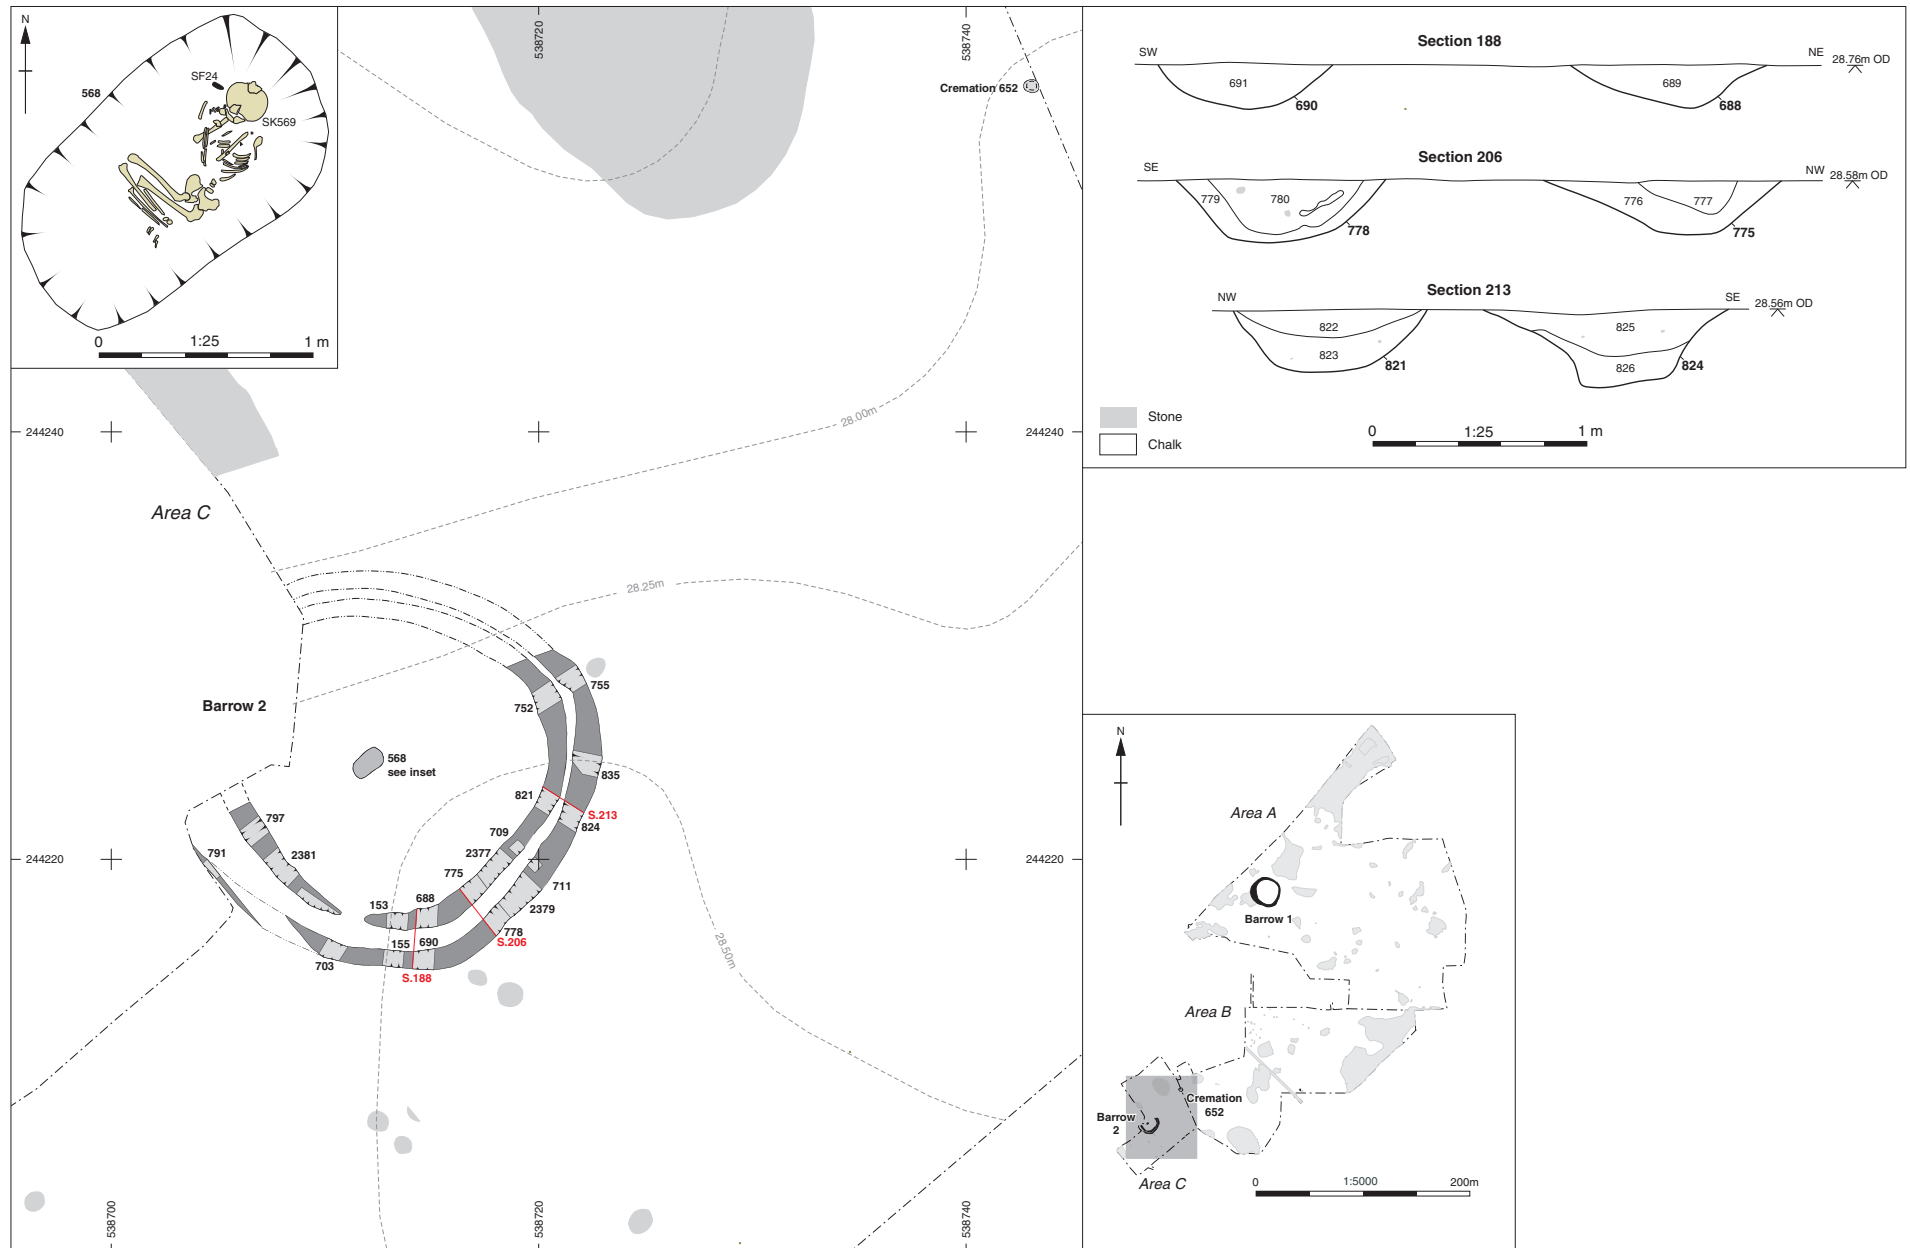 N
SF24
568
SK569
0 1:25 1 m
538720
538740
Cremation 652
244240
244240
28.00m
Area C
28.25m
Barrow 2
755
752
568
see inset
835
821
S.213
824
797
709
2377
791
2381
775
711
2379
244220
244220
153
688
778
S.206
155
690
703
S.188
28.50m
538700
538720
538740
Section 188
SW
NE
28.76m OD
691
689
690
688
Section 206
SE
NW
28.58m OD
779
780
776
777
778
775
Section 213
NW
SE
28.56m OD
822
825
823
826
821
824
Stone
Chalk
0 1:25 1 m
N
Area A
Barrow 1
Area B
Cremation
652
Barrow
2
Area C
0 1:5000 200m